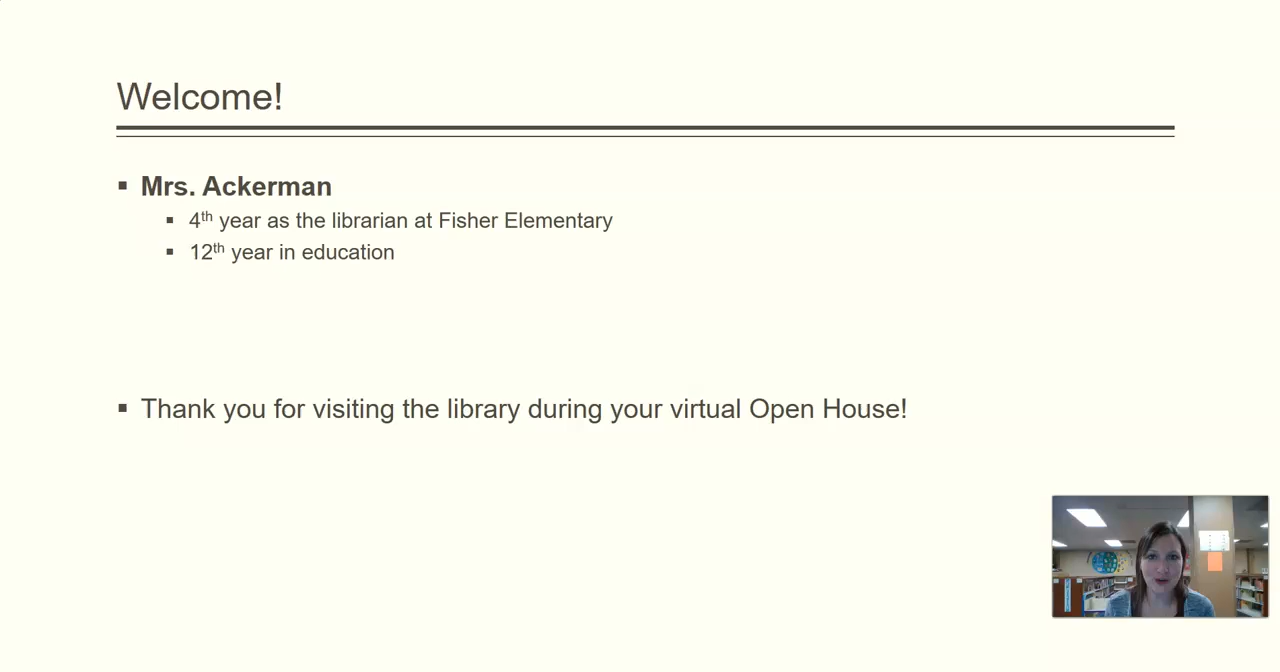 Welcome!
Mrs. Ackerman
4th year as the librarian at Fisher Elementary
12th year in education
Thank you for visiting the library during your virtual Open House!